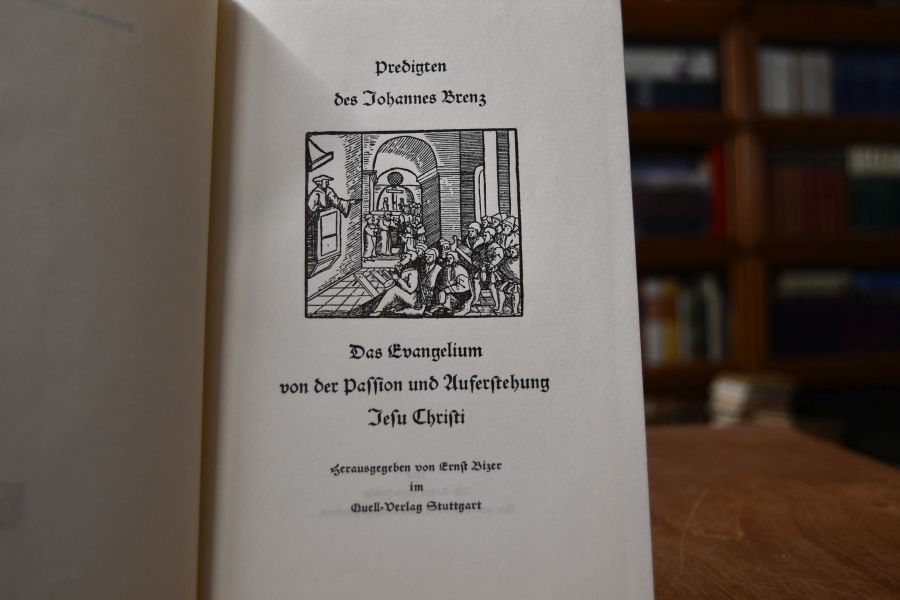 Predigten
des Johannes Brenz
Das Evangelium
von der Passion und Auferstehung
Jesu Christi
Herausgegeben von Ernst Bizer
im
Quell-Verlag Stuttgart